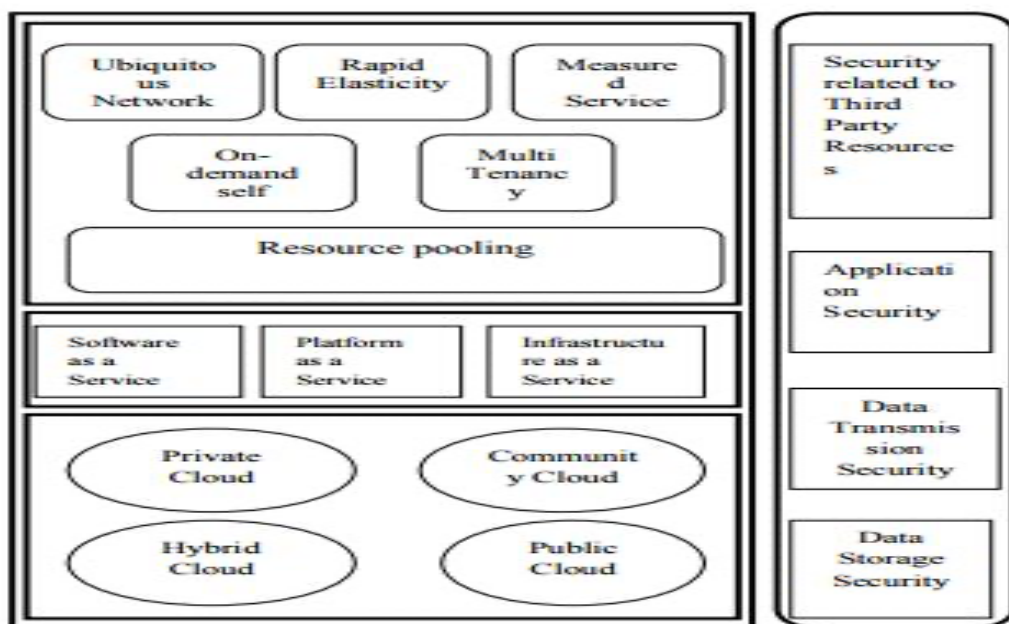 Ubiquito
us
Network
Rapid
Elasticity
Measure
d
Service
On-
demand
self
Multi
Tenanc
y
Resource pooling
Software
as a
Service
Platform
as a
Service
Infrastructu
re as a
Service
Private
Cloud
Communit
y Cloud
Hybrid
Cloud
Public
Cloud
Security
related to
Third
Party
Resource
s
Applicati
on
Security
Data
Transmis
sion
Security
Data
Storage
Security